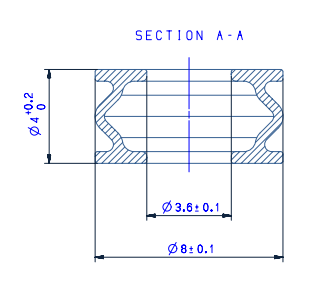 SECTION A-A
Ø4 +0.2 0
Ø3.6±0.1
Ø8±0.1